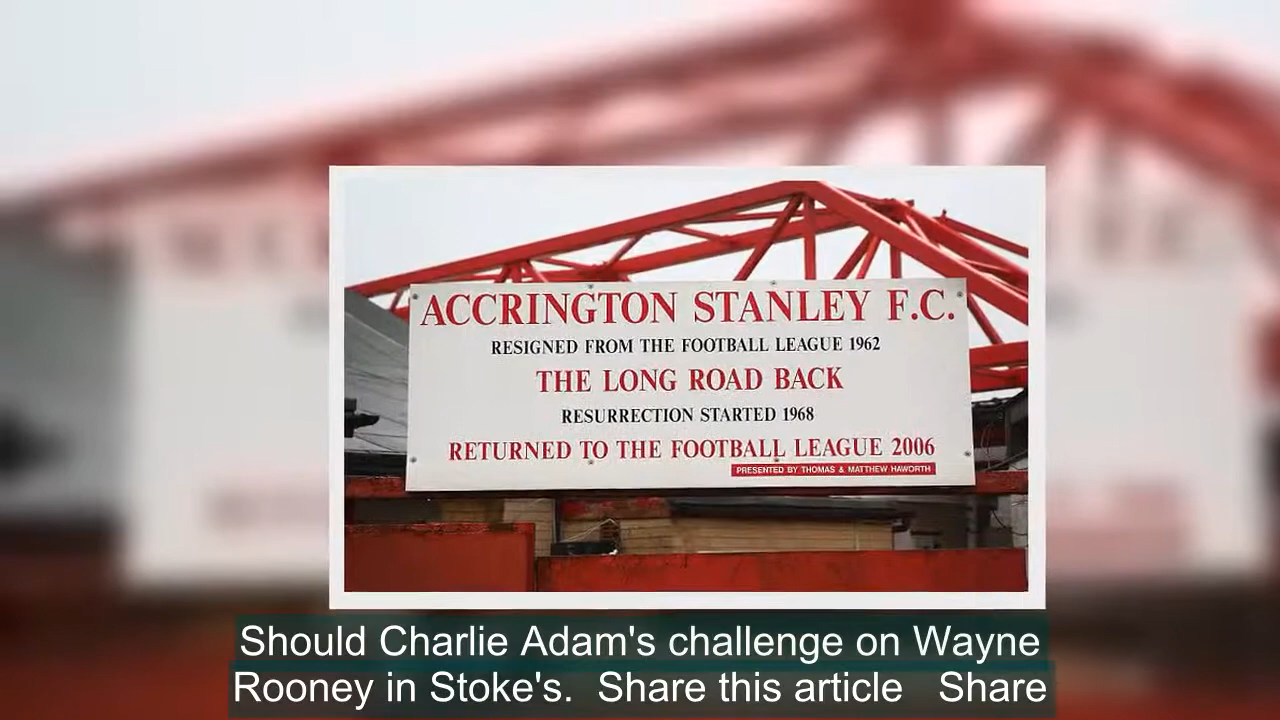 ACCRINGTON STANLEY F.C.
RESIGNED FROM THE FOOTBALL LEAGUE 1962
THE LONG ROAD BACK
RESURRECTION STARTED 1968
RETURNED TO THE FOOTBALL LEAGUE 2006
PRESENTED BY THOMAS & MATTHEW HAWORTH
Should Charlie Adam's challenge on Wayne
Rooney in Stoke's.  Share this article   Share